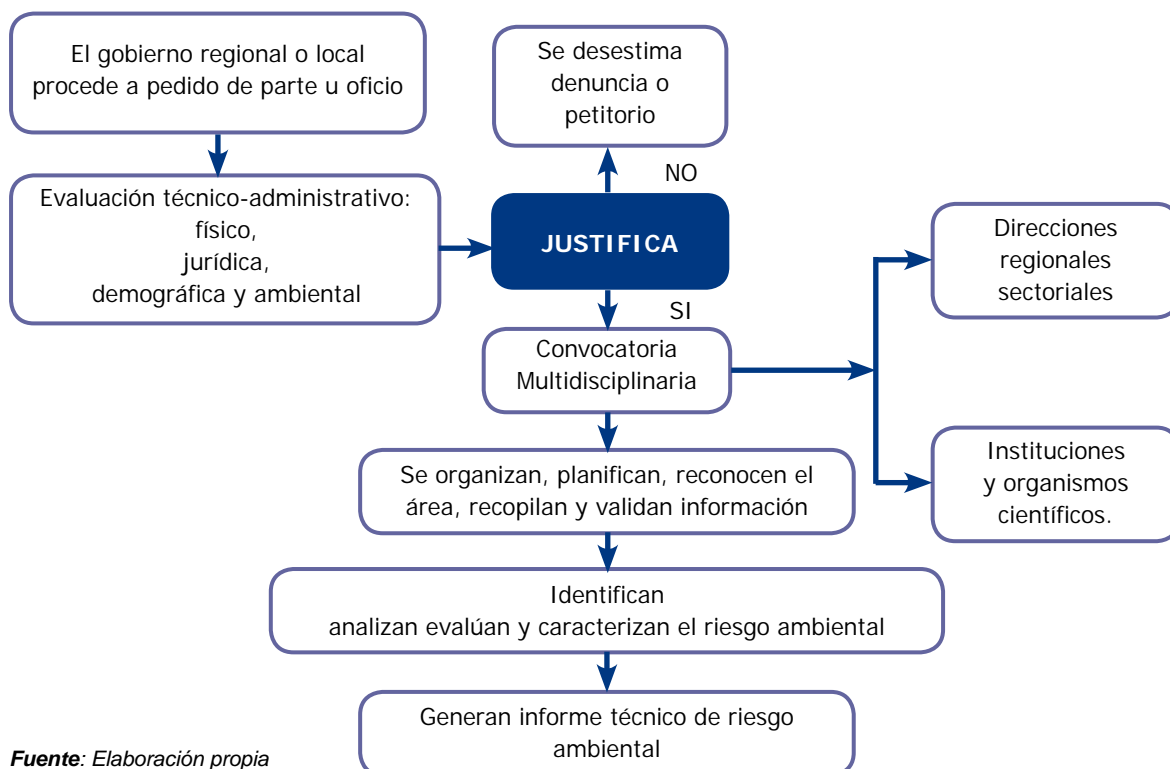 El gobierno regional o local
procede a pedido de parte u oficio
Evaluación técnico-administrativo:
físico,
jurídica,
demográfica y ambiental
Se desestima
denuncia o
petitorio
NO
JUSTIFICA
SI
Convocatoria
Multidisciplinaria
Direcciones
regionales
sectoriales
Instituciones
y organismos
científicos.
Se organizan, planifican, reconocen el
área, recopilan y validan información
Identifican
analizan evalúan y caracterizan el riesgo ambiental
Generan informe técnico de riesgo
ambiental
Fuente: Elaboración propia